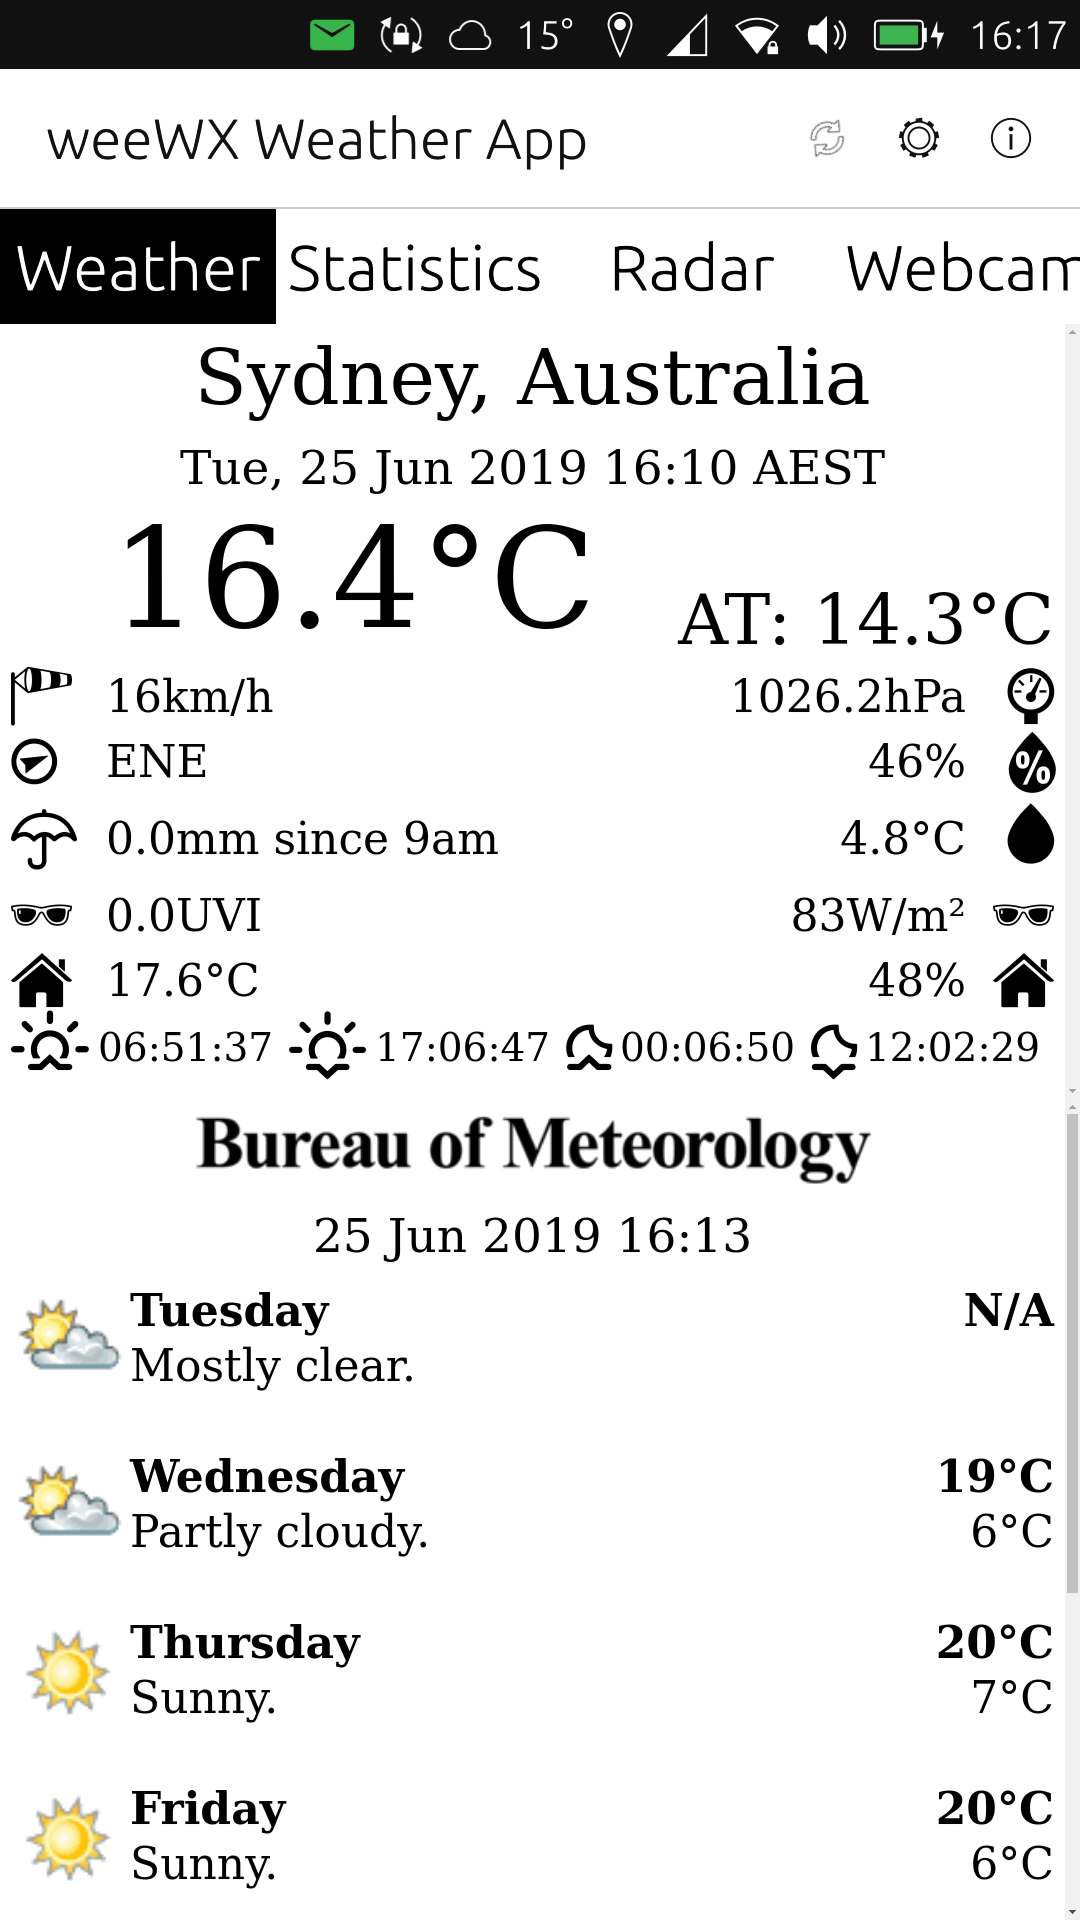 15° 16:17
weeWX Weather App
Weather Statistics Radar Webcam
Sydney, Australia
Tue, 25 Jun 2019 16:10 AEST
16.4°C AT: 14.3°C
16km/h 1026.2hPa
ENE 46% %
0.0mm since 9am 4.8°C
0.0UVI 83W/m²
17.6°C 48%
06:51:37 17:06:47 00:06:50 12:02:29
Bureau of Meteorology
25 Jun 2019 16:13
Tuesday N/A
Mostly clear.
Wednesday 19°C
Partly cloudy. 6°C
Thursday 20°C
Sunny. 7°C
Friday 20°C
Sunny. 6°C